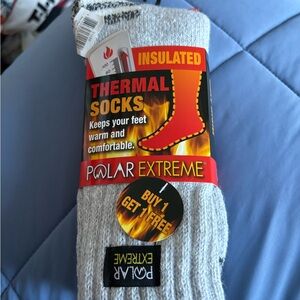 INSULATED
THERMAL
SOCKS
Keeps your feet
warm and
comfortable.
POLAR EXTREME
BUY 1
GET 1 FREE
POLAR
EXTREME